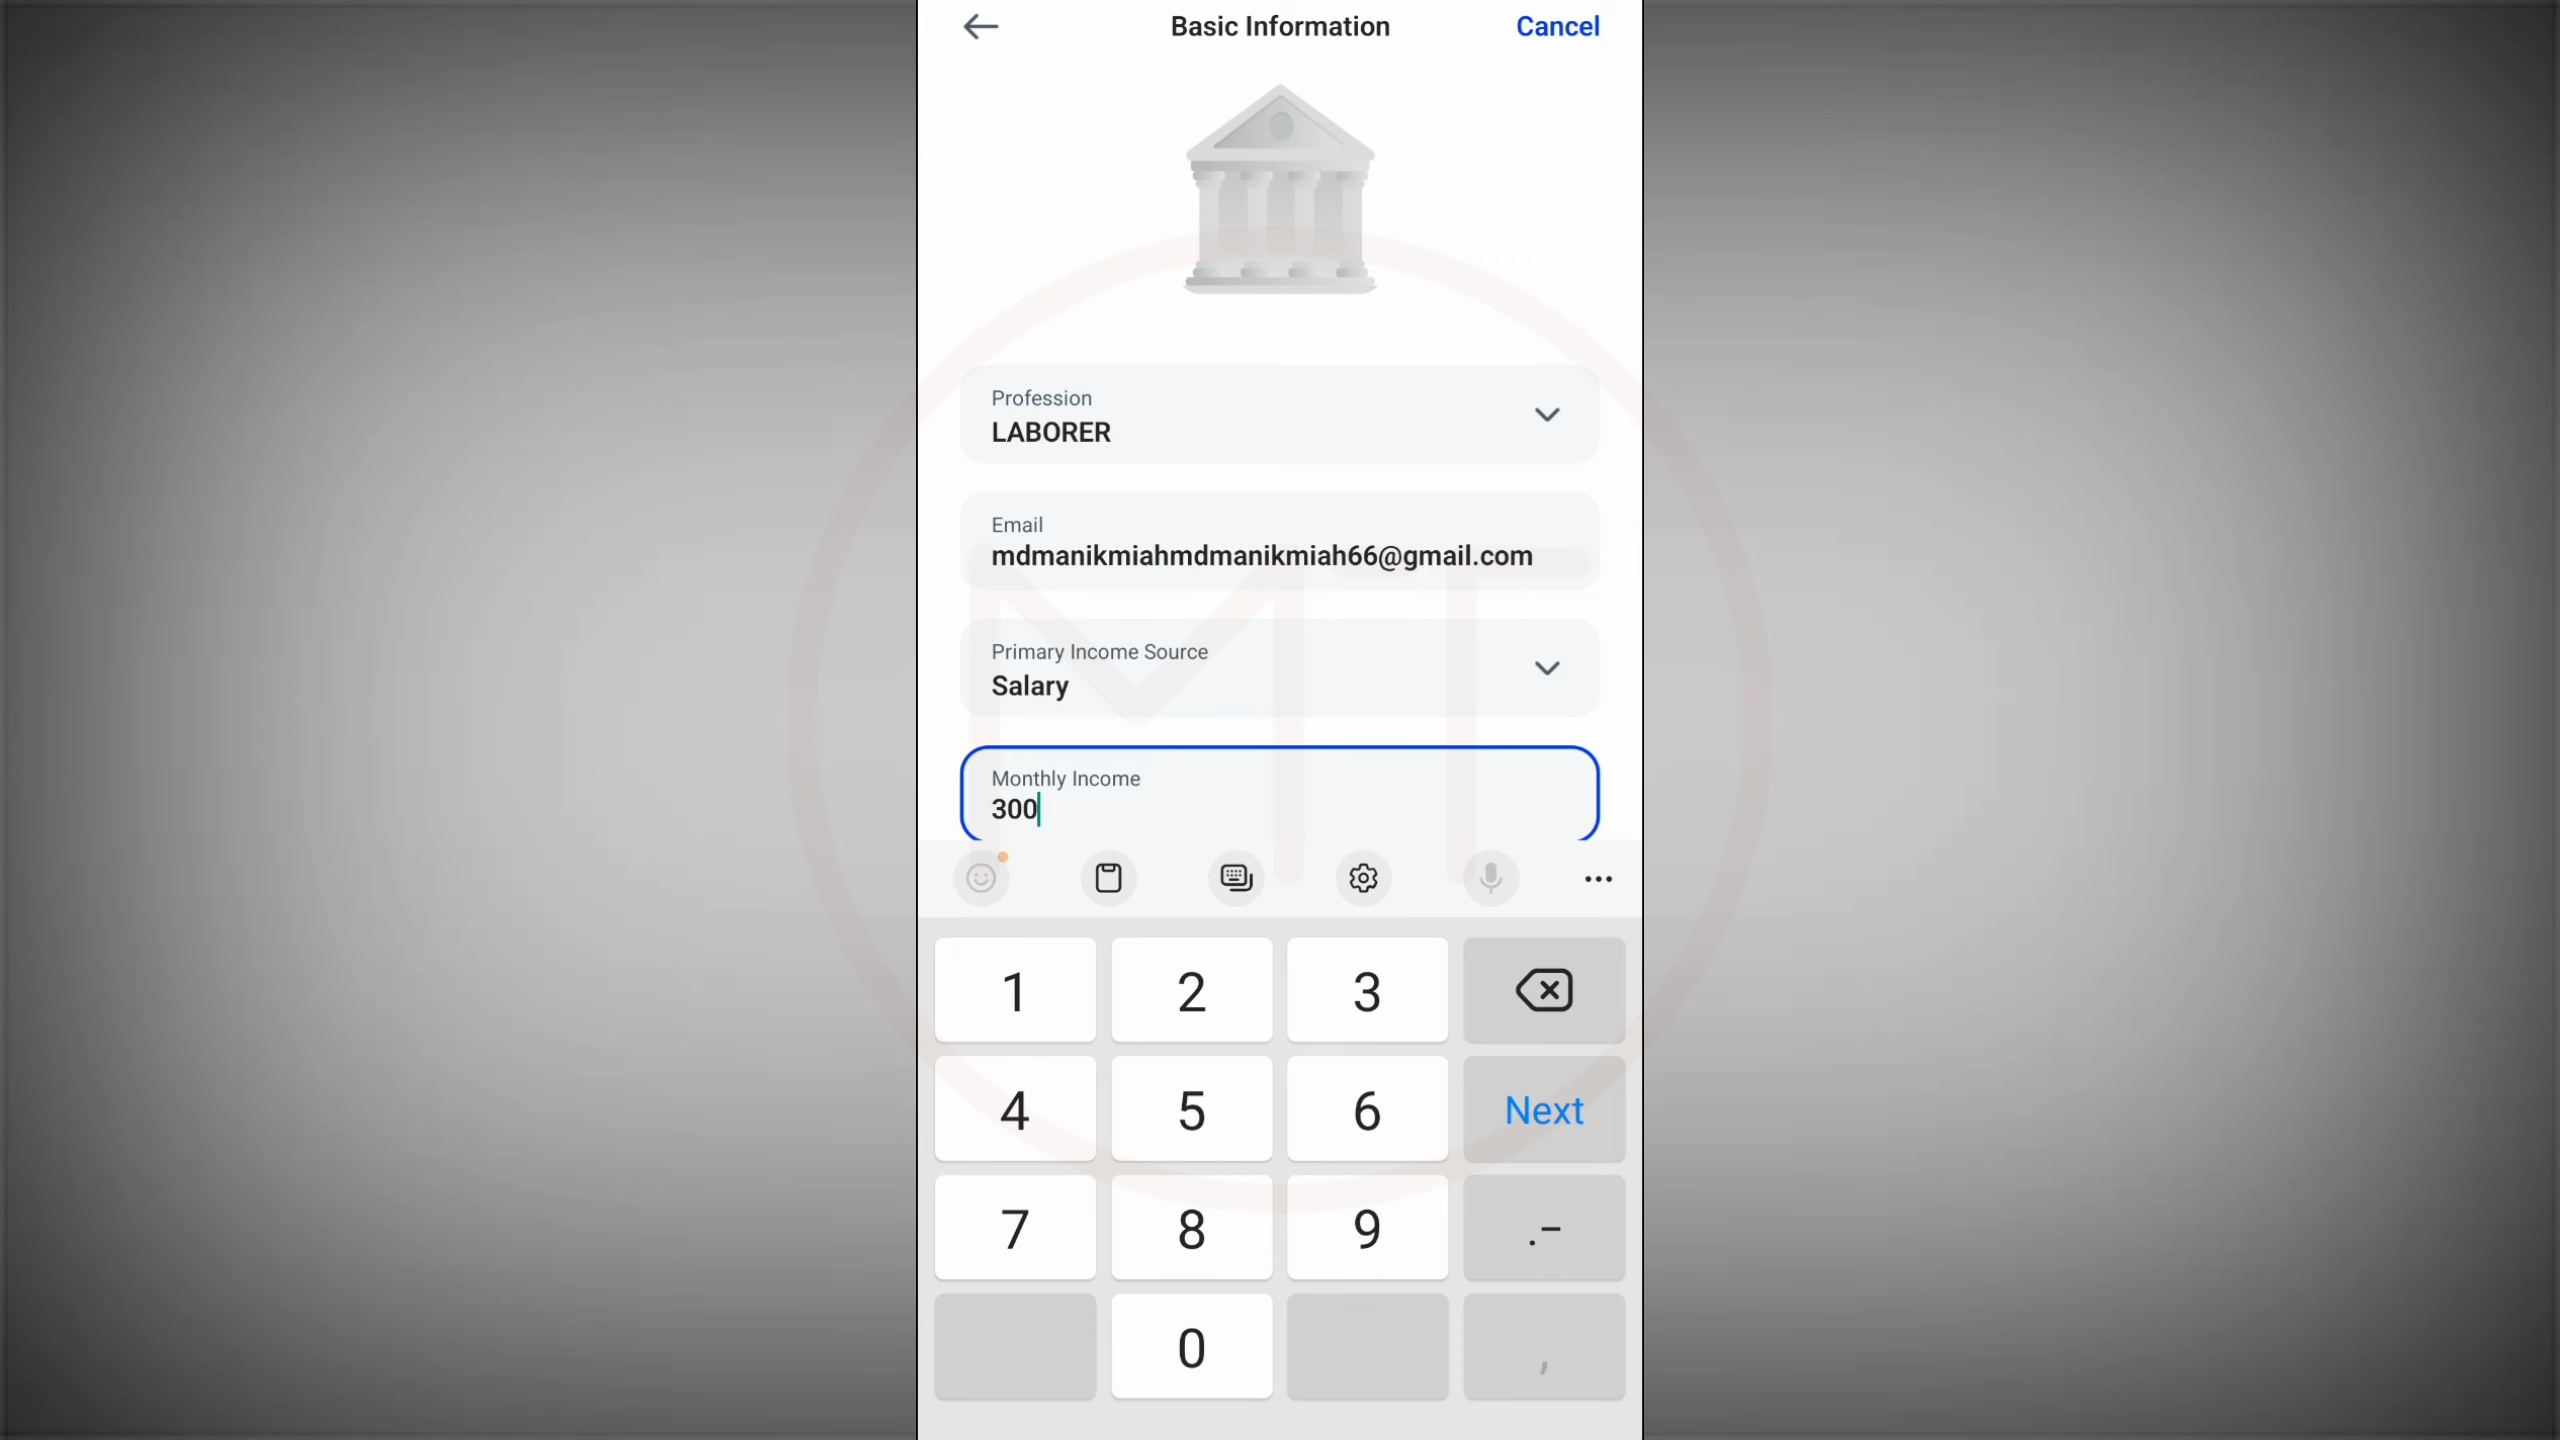 Basic Information
Cancel
Profession
LABORER
Email
mdmanikmiahmdmanikmiah66@gmail.com
Primary Income Source
Salary
Monthly Income
300
1 2 3
4 5 6 Next
7 8 9 .-
0 ,
MT